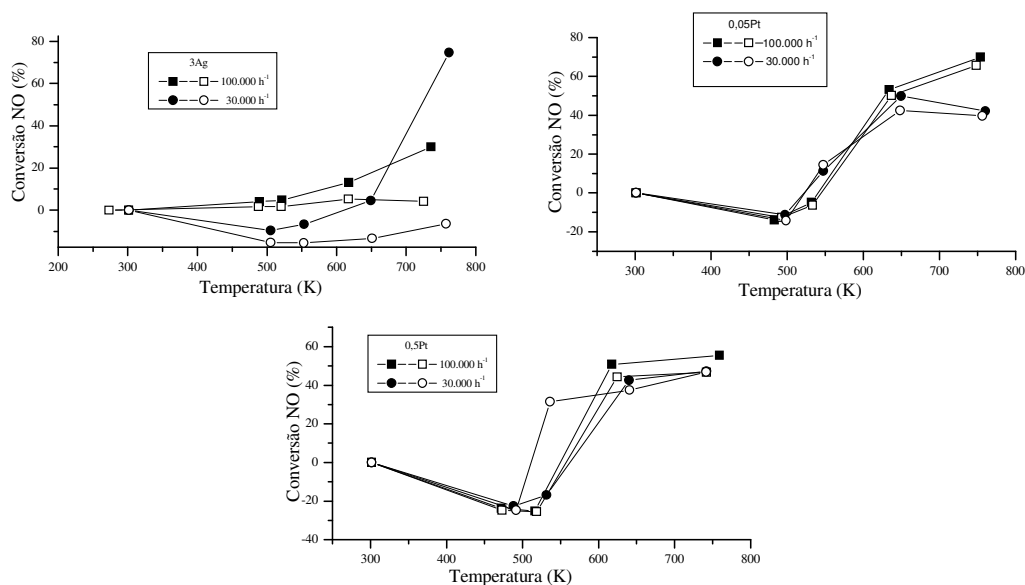 3Ag
100.000 h⁻¹
30.000 h⁻¹
Conversão NO (%)
80
60
40
20
0
200 300 400 500 600 700 800
Temperatura (K)
0,05Pt
100.000 h⁻¹
30.000 h⁻¹
Conversão NO (%)
80
60
40
20
0
-20
300 400 500 600 700 800
Temperatura (K)
0,5Pt
100.000 h⁻¹
30.000 h⁻¹
Conversão NO (%)
60
40
20
0
-20
-40
300 400 500 600 700 800
Temperatura (K)